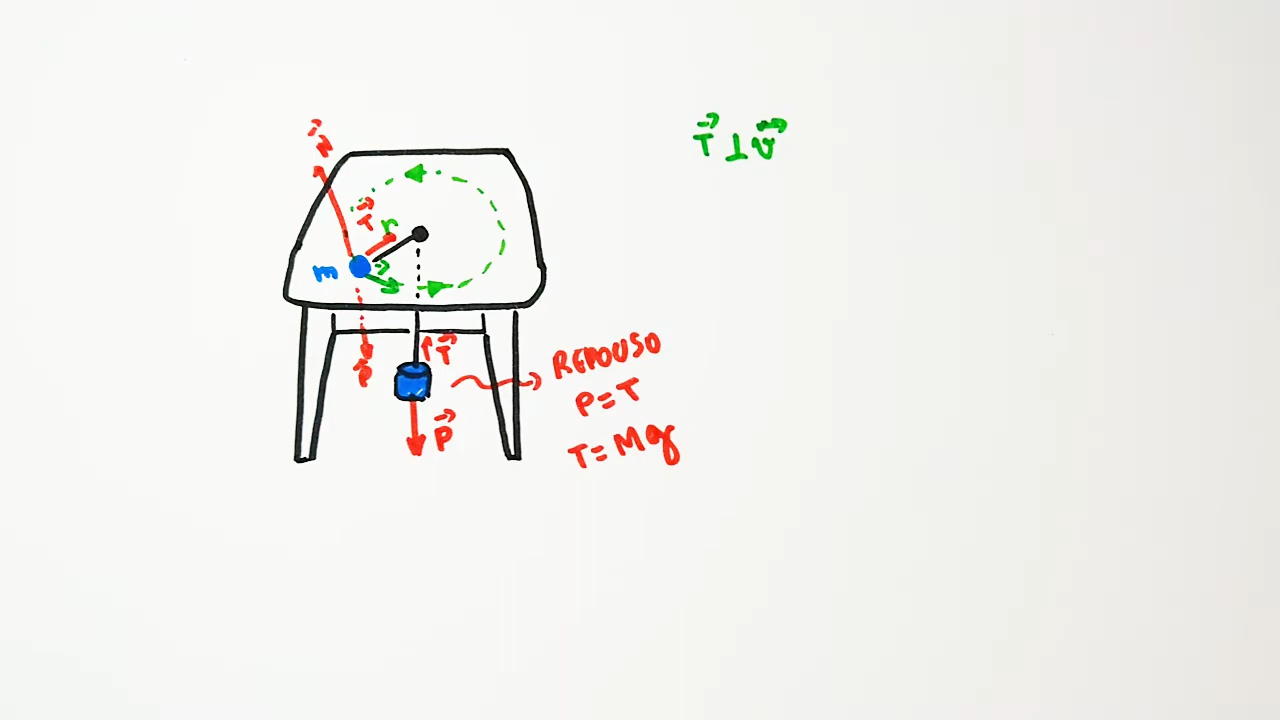 N⃗
T⃗ ⊥ v⃗
T⃗
r
m
v⃗
T⃗
P⃗
REPOUSO
P=T
P⃗
T=Mg